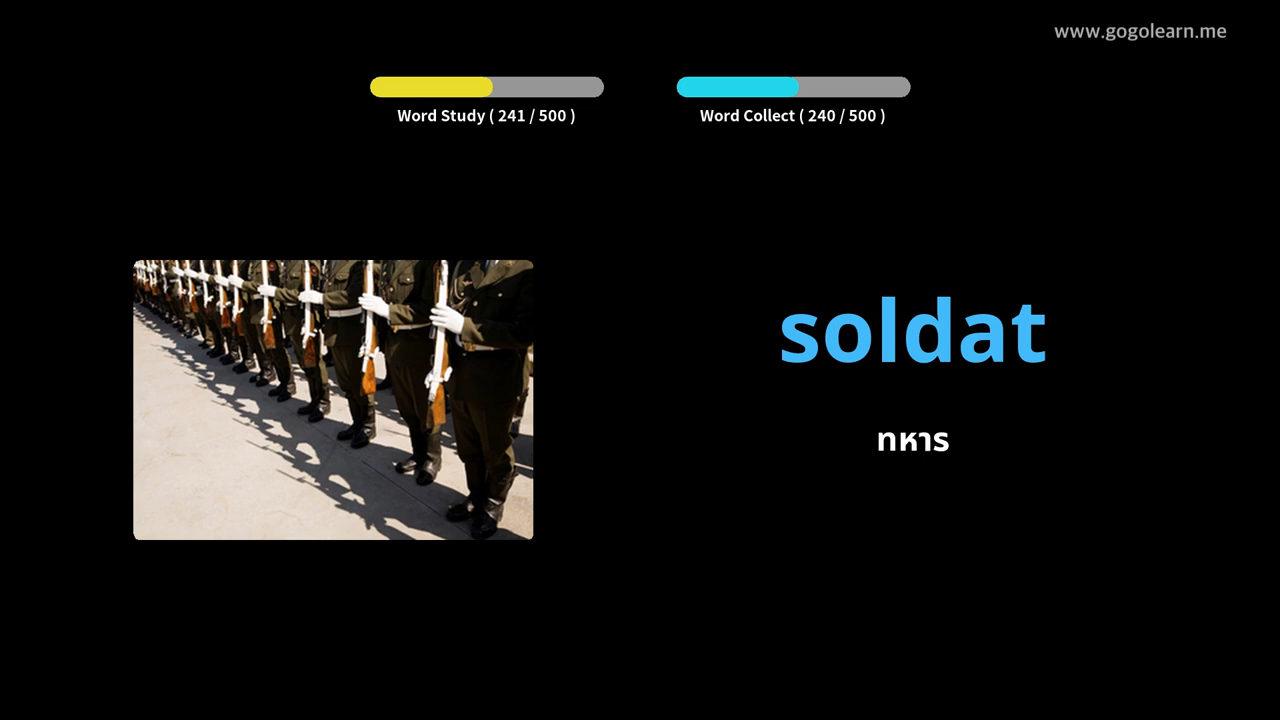 www.gogolearn.me
Word Study ( 241 / 500 )
Word Collect ( 240 / 500 )
soldat
ทหาร